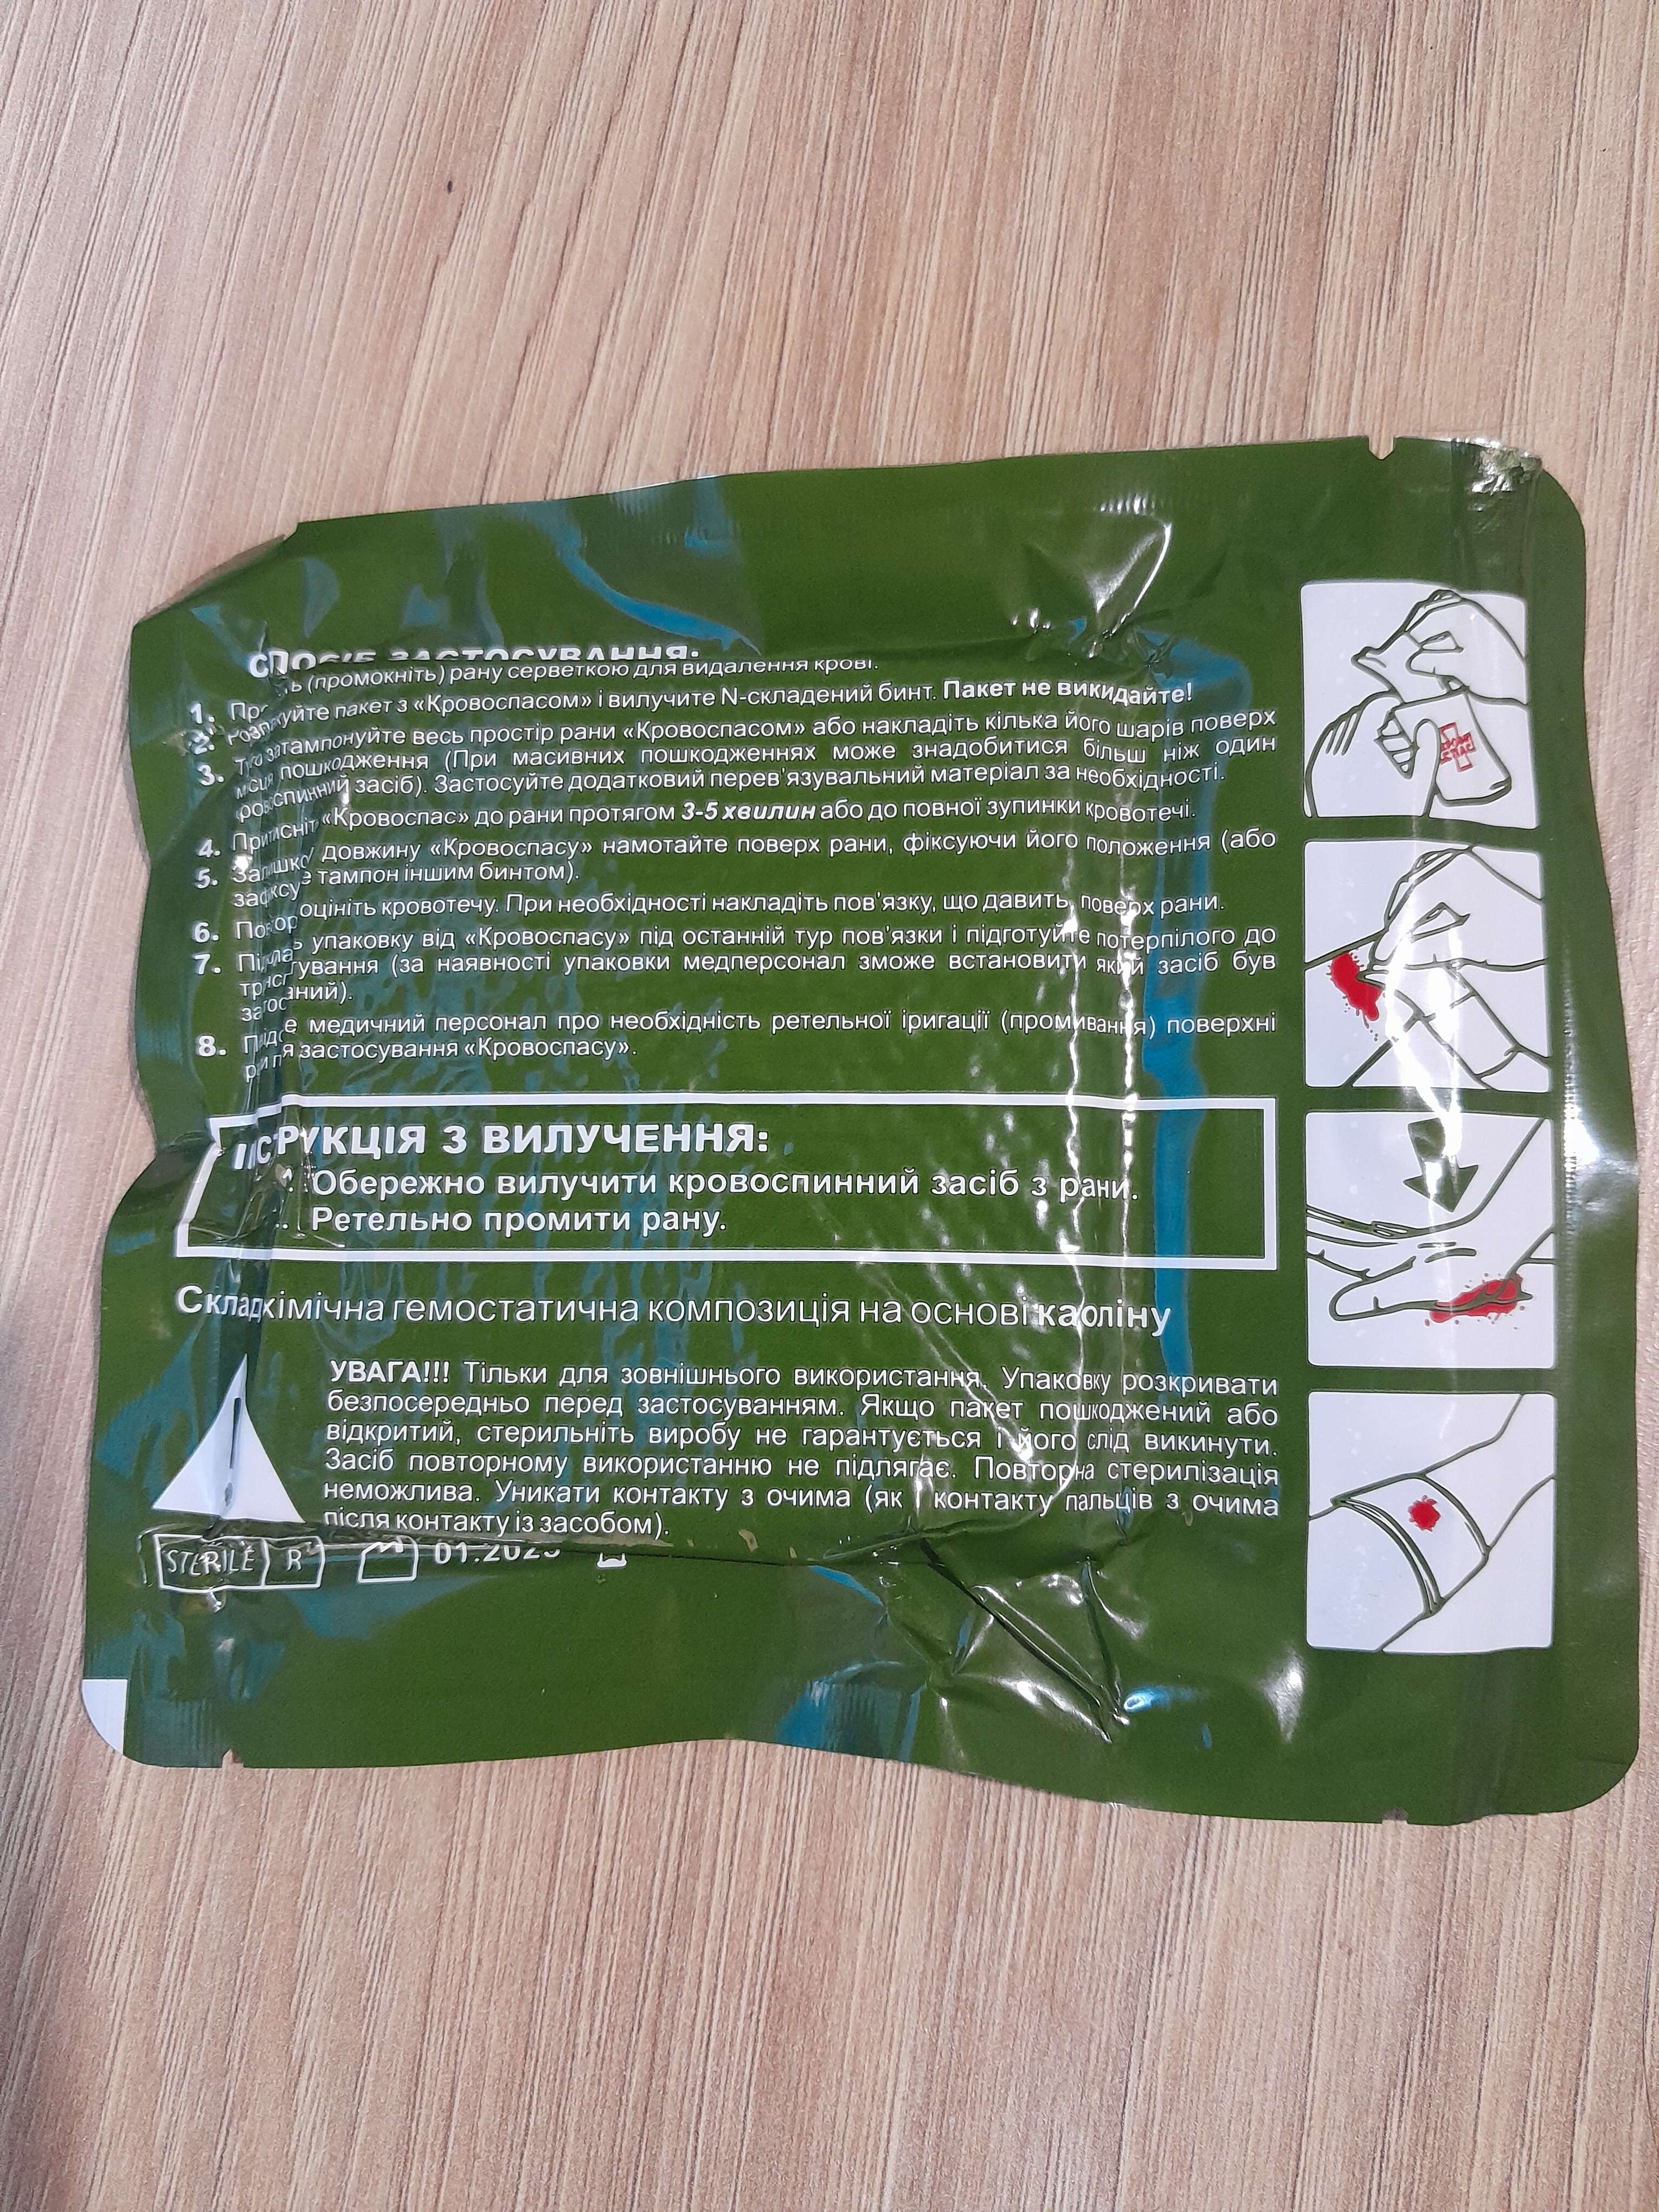 СПОСІБ ЗАСТОСУВАННЯ:
1. (промокніть) рану серветкою для видалення крові.
2. пакет з «Кровоспасом» і вилучите N-складений бинт. Пакет не викидайте!
3. затампонуйте весь простір рани «Кровоспасом» або накладіть кілька його шарів поверх
пошкодження (При масивних пошкодженнях може знадобитися більш ніж один
засіб). Застосуйте додатковий перев'язувальний матеріал за необхідності.
4. Притисніть «Кровоспас» до рани протягом 3-5 хвилин або до повної зупинки кровотечі.
5. довжину «Кровоспасу» намотайте поверх рани, фіксуючи його положення (або
тампон іншим бинтом).
6. оцініть кровотечу. При необхідності накладіть пов'язку, що давить, поверх рани.
7. упаковку від «Кровоспасу» під останній тур пов'язки і підготуйте потерпілого до
(за наявності упаковки медперсонал зможе встановити який засіб був
8. медичний персонал про необхідність ретельної іригації (промивання) поверхні
застосування «Кровоспасу».
ІНСТРУКЦІЯ З ВИЛУЧЕННЯ:
Обережно вилучити кровоспинний засіб з рани.
Ретельно промити рану.
хімічна гемостатична композиція на основі каоліну
УВАГА!!! Тільки для зовнішнього використання. Упаковку розкривати
безпосередньо перед застосуванням. Якщо пакет пошкоджений або
відкритий, стерильніть виробу не гарантується і його слід викинути.
Засіб повторному використанню не підлягає. Повторна стерилізація
неможлива. Уникати контакту з очима (як і контакту пальців з очима
після контакту із засобом).
STERILE R